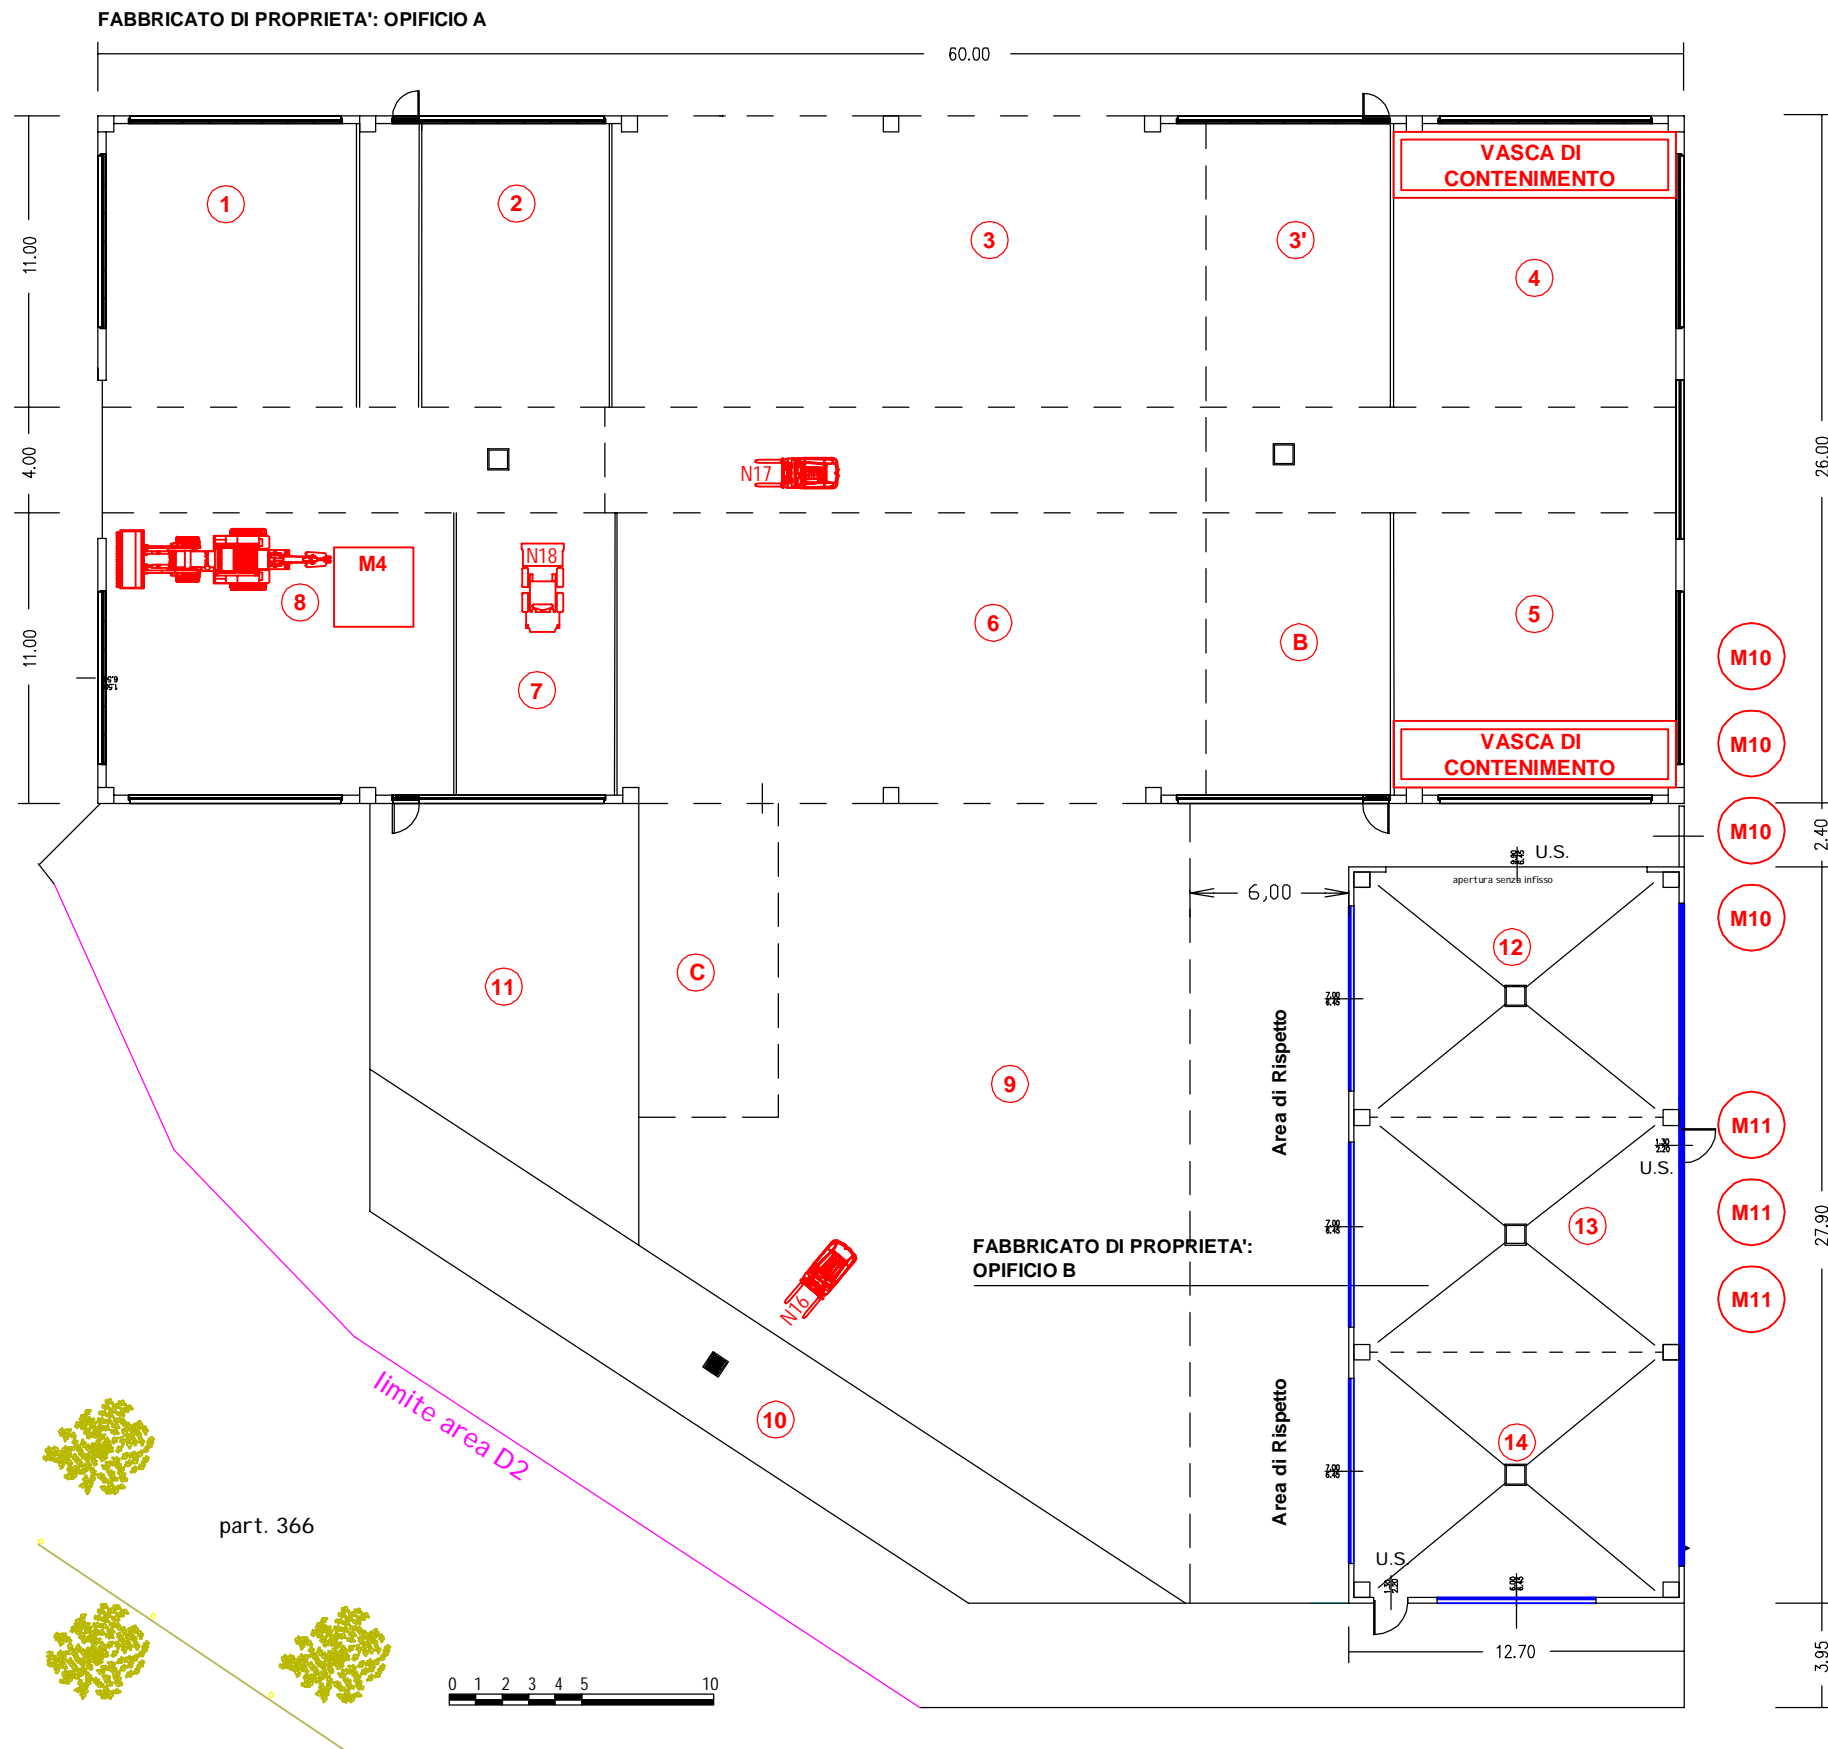 FABBRICATO DI PROPRIETA': OPIFICIO A
60.00
VASCA DI
CONTENIMENTO
1
2
3
3'
4
11.00
4.00
26.00
N17
M4
N18
8
7
6
B
5
11.00
M10
VASCA DI
CONTENIMENTO
M10
M10
2.40
U.S.
apertura senza infisso
6,00
M10
12
11
C
9
Area di Rispetto
M11
U.S.
M11
13
27.90
FABBRICATO DI PROPRIETA':
OPIFICIO B
M11
N16
limite area D2
10
Area di Rispetto
14
part. 366
U.S.
12.70
3.95
0 1 2 3 4 5 10